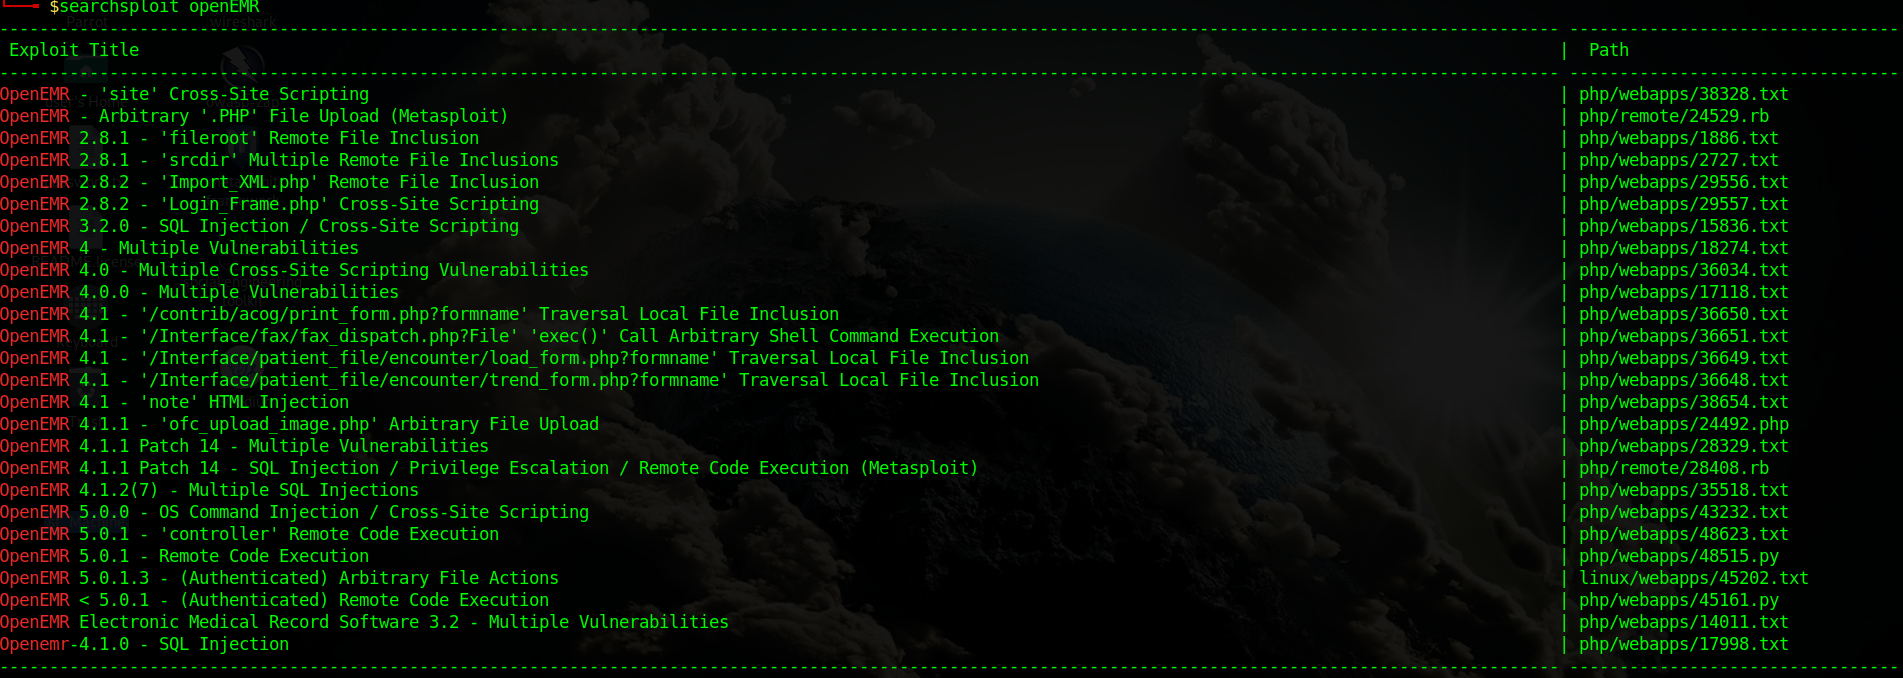 $searchsploit openEMR
Exploit Title | Path
OpenEMR - 'site' Cross-Site Scripting | php/webapps/38328.txt
OpenEMR - Arbitrary '.PHP' File Upload (Metasploit) | php/remote/24529.rb
OpenEMR 2.8.1 - 'fileroot' Remote File Inclusion | php/webapps/1886.txt
OpenEMR 2.8.1 - 'srcdir' Multiple Remote File Inclusions | php/webapps/2727.txt
OpenEMR 2.8.2 - 'Import_XML.php' Remote File Inclusion | php/webapps/29556.txt
OpenEMR 2.8.2 - 'Login_Frame.php' Cross-Site Scripting | php/webapps/29557.txt
OpenEMR 3.2.0 - SQL Injection / Cross-Site Scripting | php/webapps/15836.txt
OpenEMR 4 - Multiple Vulnerabilities | php/webapps/18274.txt
OpenEMR 4.0 - Multiple Cross-Site Scripting Vulnerabilities | php/webapps/36034.txt
OpenEMR 4.0.0 - Multiple Vulnerabilities | php/webapps/17118.txt
OpenEMR 4.1 - '/contrib/acog/print_form.php?formname' Traversal Local File Inclusion | php/webapps/36650.txt
OpenEMR 4.1 - '/Interface/fax/fax_dispatch.php?File' 'exec()' Call Arbitrary Shell Command Execution | php/webapps/36651.txt
OpenEMR 4.1 - '/Interface/patient_file/encounter/load_form.php?formname' Traversal Local File Inclusion | php/webapps/36649.txt
OpenEMR 4.1 - '/Interface/patient_file/encounter/trend_form.php?formname' Traversal Local File Inclusion | php/webapps/36648.txt
OpenEMR 4.1 - 'note' HTML Injection | php/webapps/38654.txt
OpenEMR 4.1.1 - 'ofc_upload_image.php' Arbitrary File Upload | php/webapps/24492.php
OpenEMR 4.1.1 Patch 14 - Multiple Vulnerabilities | php/webapps/28329.txt
OpenEMR 4.1.1 Patch 14 - SQL Injection / Privilege Escalation / Remote Code Execution (Metasploit) | php/remote/28408.rb
OpenEMR 4.1.2(7) - Multiple SQL Injections | php/webapps/35518.txt
OpenEMR 5.0.0 - OS Command Injection / Cross-Site Scripting | php/webapps/43232.txt
OpenEMR 5.0.1 - 'controller' Remote Code Execution | php/webapps/48623.txt
OpenEMR 5.0.1 - Remote Code Execution | php/webapps/48515.py
OpenEMR 5.0.1.3 - (Authenticated) Arbitrary File Actions | linux/webapps/45202.txt
OpenEMR < 5.0.1 - (Authenticated) Remote Code Execution | php/webapps/45161.py
OpenEMR Electronic Medical Record Software 3.2 - Multiple Vulnerabilities | php/webapps/14011.txt
Openemr-4.1.0 - SQL Injection | php/webapps/17998.txt